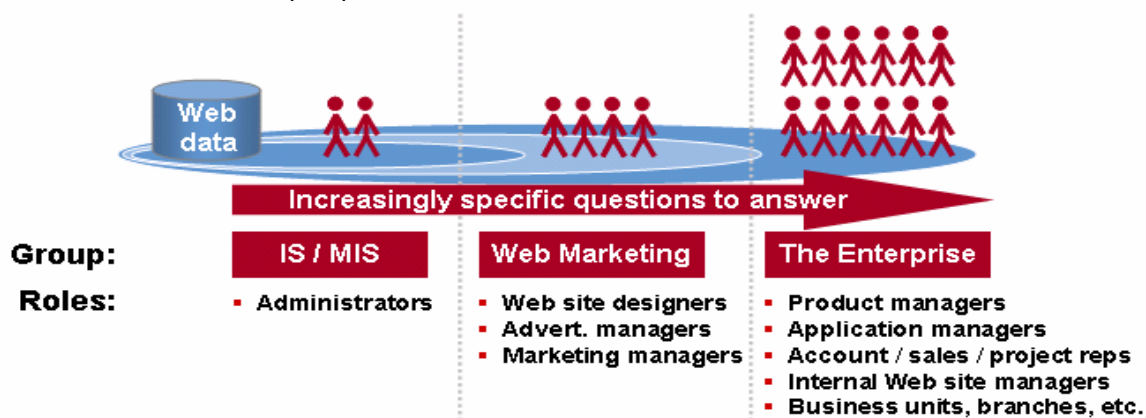 Web
data
Increasingly specific questions to answer
Group:
IS / MIS
Web Marketing
The Enterprise
Roles:
▪ Administrators
▪ Web site designers
▪ Advert. managers
▪ Marketing managers
▪ Product managers
▪ Application managers
▪ Account / sales / project reps
▪ Internal Web site managers
▪ Business units, branches, etc.